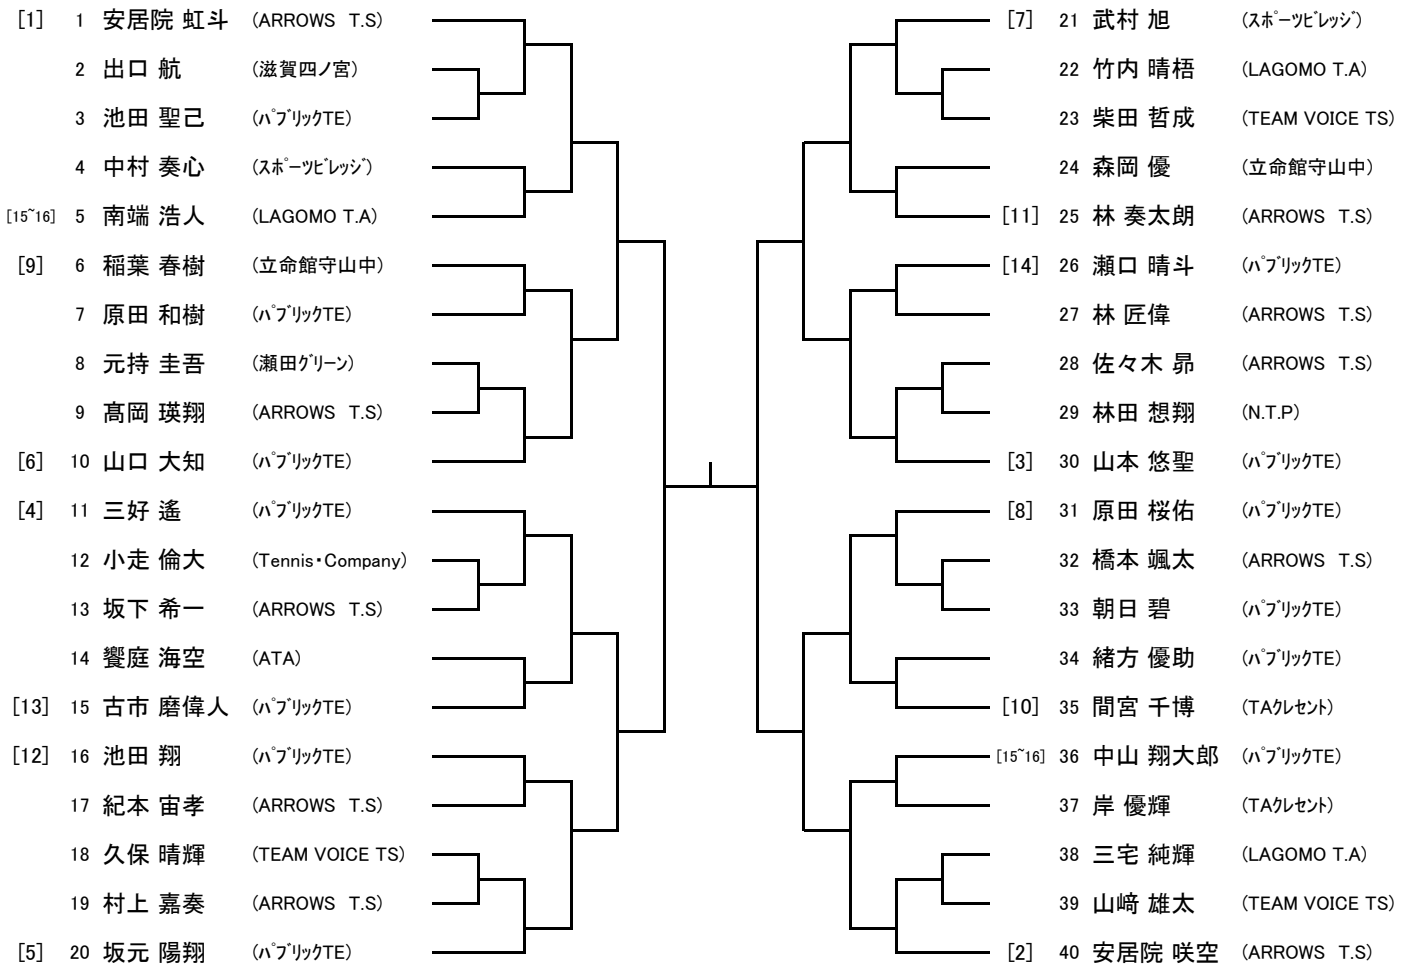 [1] 1 安居院 虹斗 (ARROWS T.S)
2 出口 航 (滋賀四ノ宮)
3 池田 聖己 (ﾊﾟﾌﾞﾘｯｸTE)
4 中村 奏心 (ｽﾎﾟｰﾂﾋﾞﾚｯｼﾞ)
[15~16] 5 南端 浩人 (LAGOMO T.A)
[9] 6 稲葉 春樹 (立命館守山中)
7 原田 和樹 (ﾊﾟﾌﾞﾘｯｸTE)
8 元持 圭吾 (瀬田ｸﾞﾘｰﾝ)
9 髙岡 瑛翔 (ARROWS T.S)
[6] 10 山口 大知 (ﾊﾟﾌﾞﾘｯｸTE)
[4] 11 三好 遙 (ﾊﾟﾌﾞﾘｯｸTE)
12 小走 倫大 (Tennis・Company)
13 坂下 希一 (ARROWS T.S)
14 饗庭 海空 (ATA)
[13] 15 古市 磨偉人 (ﾊﾟﾌﾞﾘｯｸTE)
[12] 16 池田 翔 (ﾊﾟﾌﾞﾘｯｸTE)
17 紀本 宙孝 (ARROWS T.S)
18 久保 晴輝 (TEAM VOICE TS)
19 村上 嘉奏 (ARROWS T.S)
[5] 20 坂元 陽翔 (ﾊﾟﾌﾞﾘｯｸTE)
[7] 21 武村 旭 (ｽﾎﾟｰﾂﾋﾞﾚｯｼﾞ)
22 竹内 晴梧 (LAGOMO T.A)
23 柴田 哲成 (TEAM VOICE TS)
24 森岡 優 (立命館守山中)
[11] 25 林 奏太朗 (ARROWS T.S)
[14] 26 瀬口 晴斗 (ﾊﾟﾌﾞﾘｯｸTE)
27 林 匠偉 (ARROWS T.S)
28 佐々木 昴 (ARROWS T.S)
29 林田 想翔 (N.T.P)
[3] 30 山本 悠聖 (ﾊﾟﾌﾞﾘｯｸTE)
[8] 31 原田 桜佑 (ﾊﾟﾌﾞﾘｯｸTE)
32 橋本 颯太 (ARROWS T.S)
33 朝日 碧 (ﾊﾟﾌﾞﾘｯｸTE)
34 緒方 優助 (ﾊﾟﾌﾞﾘｯｸTE)
[10] 35 間宮 千博 (TAｸﾚｾﾝﾄ)
[15~16] 36 中山 翔大郎 (ﾊﾟﾌﾞﾘｯｸTE)
37 岸 優輝 (TAｸﾚｾﾝﾄ)
38 三宅 純輝 (LAGOMO T.A)
39 山﨑 雄太 (TEAM VOICE TS)
[2] 40 安居院 咲空 (ARROWS T.S)